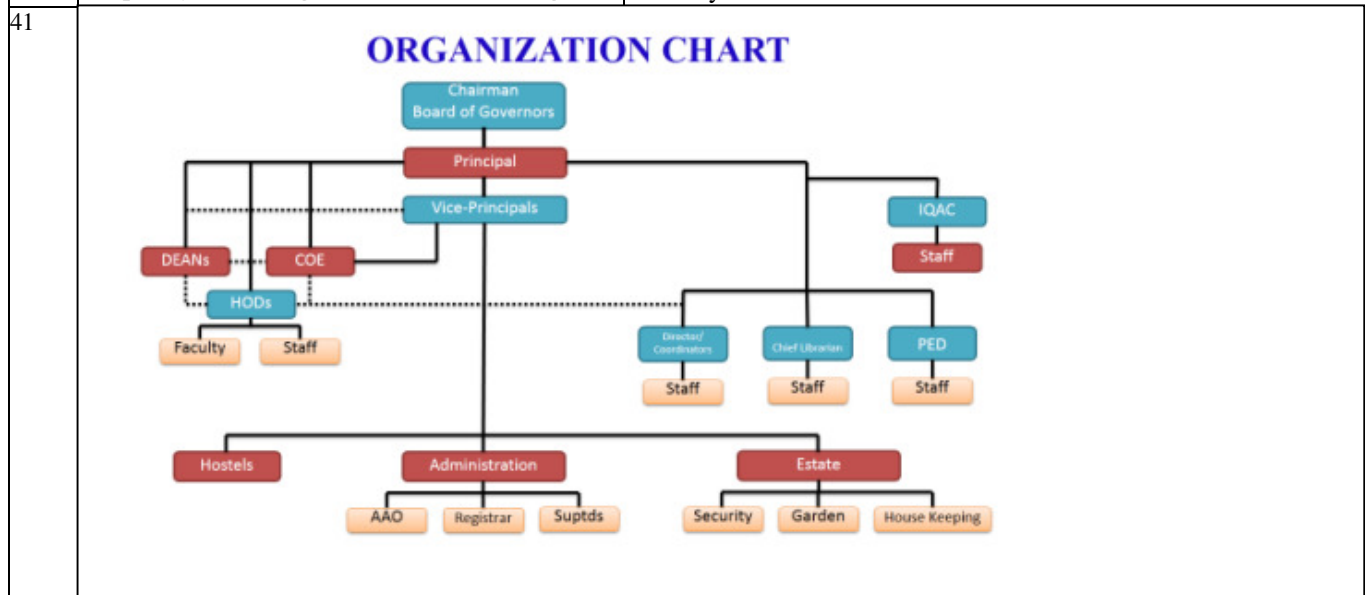 41
ORGANIZATION CHART
Chairman
Board of Governors
Principal
Vice-Principals
IQAC
Staff
DEANs
COE
HODs
Faculty
Staff
Director/
Coordinators
Chief Librarian
PED
Staff
Staff
Staff
Hostels
Administration
Estate
AAO
Registrar
Suptds
Security
Garden
House Keeping